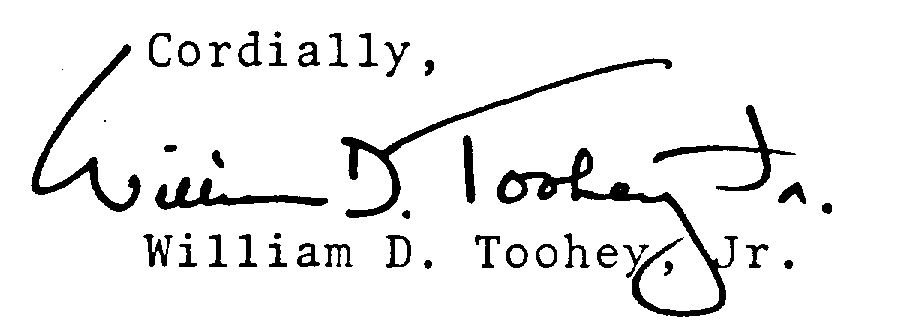 Cordially,
William D. Toohey Jr.
William D. Toohey, Jr.